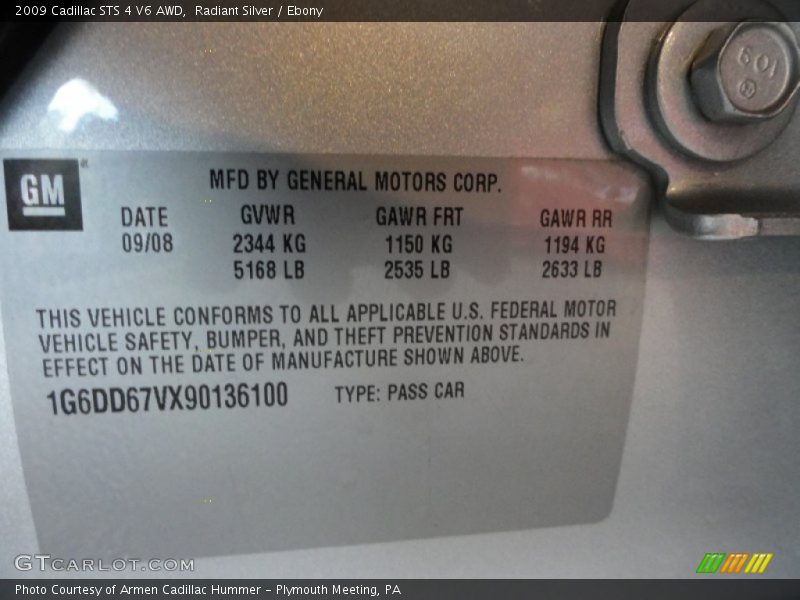 2009 Cadillac STS 4 V6 AWD,  Radiant Silver / Ebony
601
GM
MFD BY GENERAL MOTORS CORP.
DATE GVWR GAWR FRT GAWR RR
09/08 2344 KG 1150 KG 1194 KG
5168 LB 2535 LB 2633 LB
THIS VEHICLE CONFORMS TO ALL APPLICABLE U.S. FEDERAL MOTOR
VEHICLE SAFETY, BUMPER, AND THEFT PREVENTION STANDARDS IN
EFFECT ON THE DATE OF MANUFACTURE SHOWN ABOVE.
1G6DD67VX90136100 TYPE: PASS CAR
GTCARLOT.COM
Photo Courtesy of Armen Cadillac Hummer - Plymouth Meeting, PA